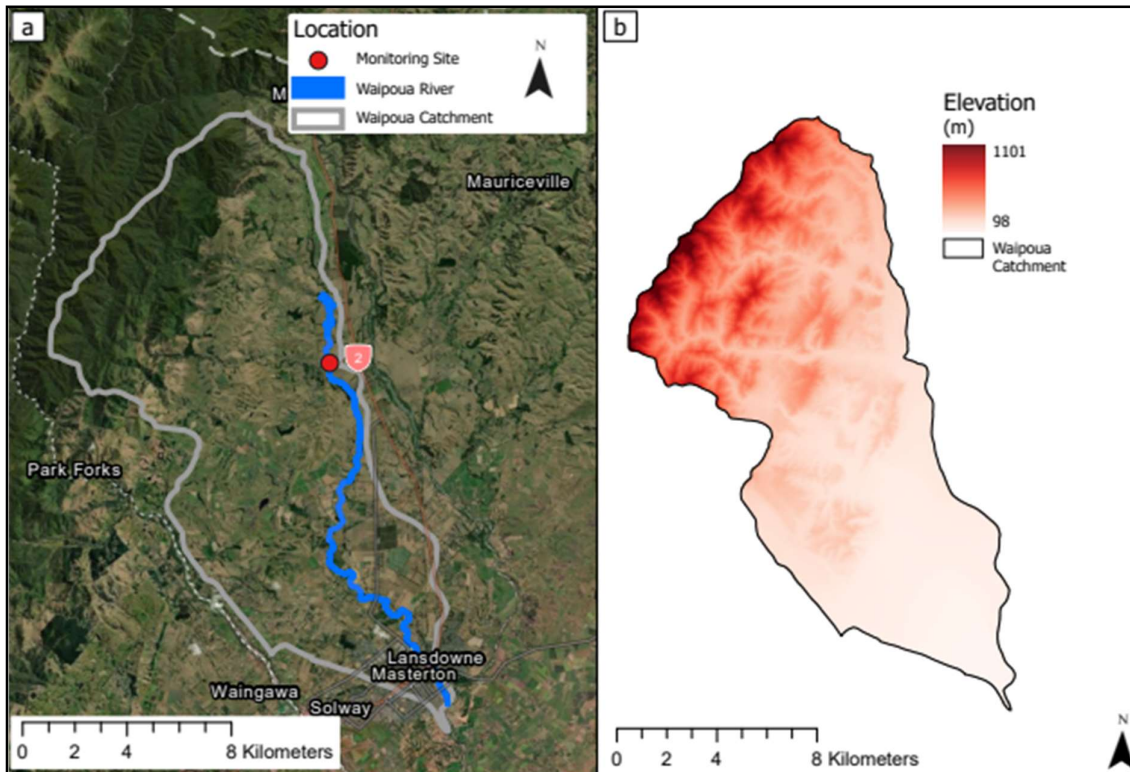 a
Location
Monitoring Site
Waipoua River
Waipoua Catchment
N
M
Mauriceville
2
Park Forks
Lansdowne
Masterton
Waingawa
Solway
0 2 4 8 Kilometers
b
Elevation
(m)
1101
98
Waipoua
Catchment
0 2 4 8 Kilometers
N